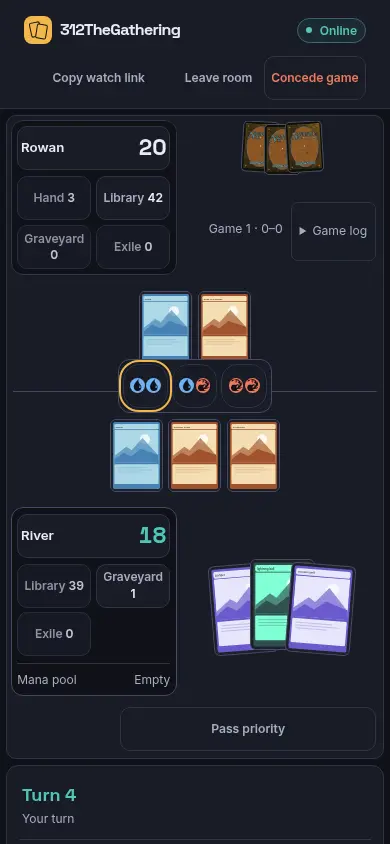 312TheGathering
Online
Copy watch link
Leave room
Concede game
Rowan
20
Hand 3
Library 42
Graveyard
0
Exile 0
Game 1 · 0–0
▶ Game log
River
18
Library 39
Graveyard
1
Exile 0
Mana pool
Empty
Pass priority
Turn 4
Your turn